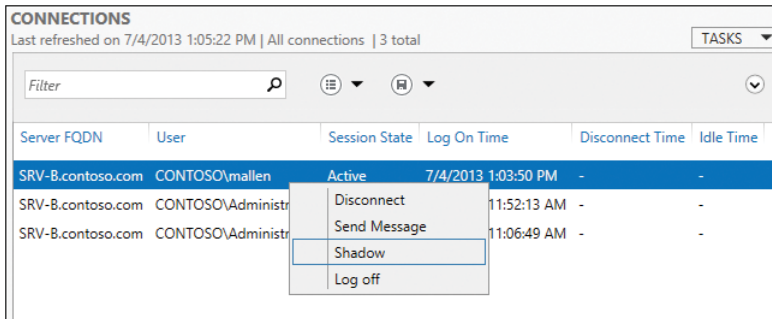 CONNECTIONS
Last refreshed on 7/4/2013 1:05:22 PM | All connections | 3 total
TASKS
Filter
Server FQDN User Session State Log On Time Disconnect Time Idle Time
SRV-B.contoso.com CONTOSO\mallen Active 7/4/2013 1:03:50 PM - -
SRV-B.contoso.com CONTOSO\Administr 11:52:13 AM - -
SRV-B.contoso.com CONTOSO\Administr 11:06:49 AM - -
Disconnect
Send Message
Shadow
Log off